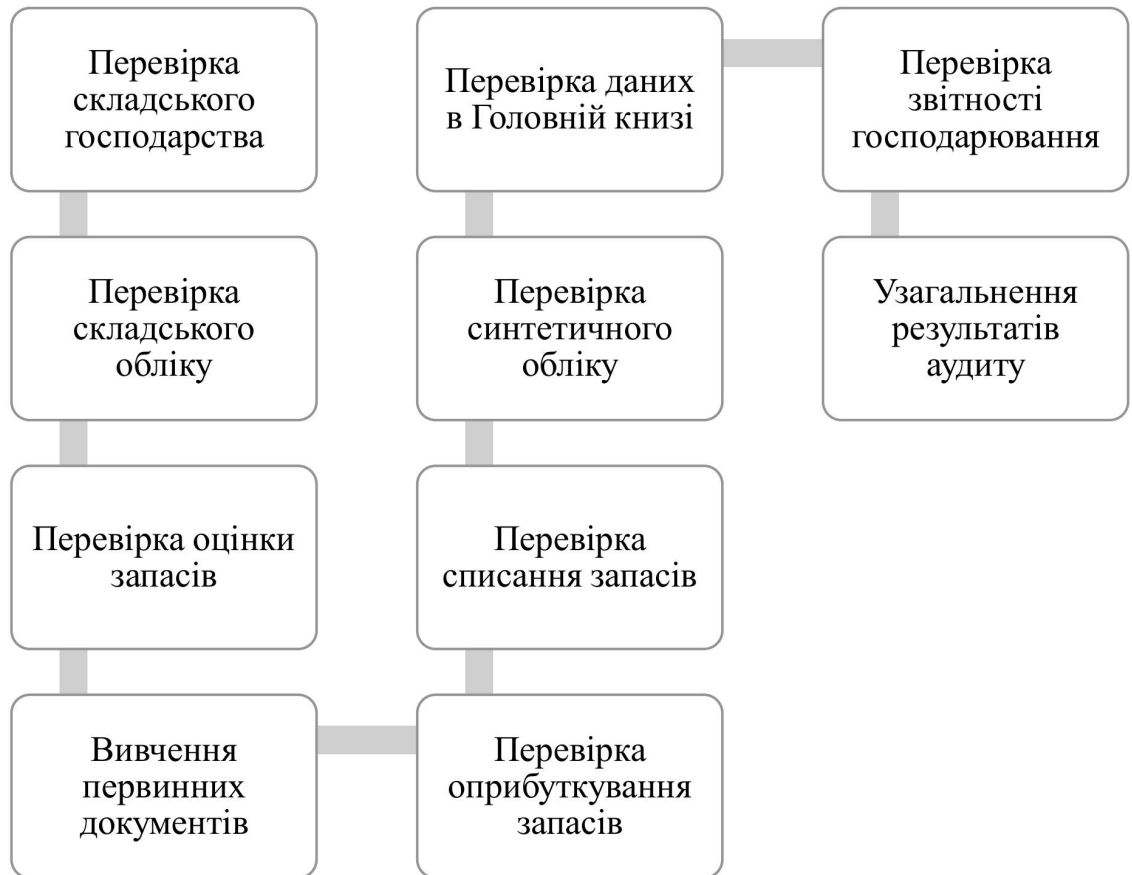 Перевірка
складського
господарства
Перевірка
складського
обліку
Перевірка оцінки
запасів
Вивчення
первинних
документів
Перевірка
оприбуткування
запасів
Перевірка
списання запасів
Перевірка
синтетичного
обліку
Перевірка даних
в Головній книзі
Перевірка
звітності
господарювання
Узагальнення
результатів
аудиту